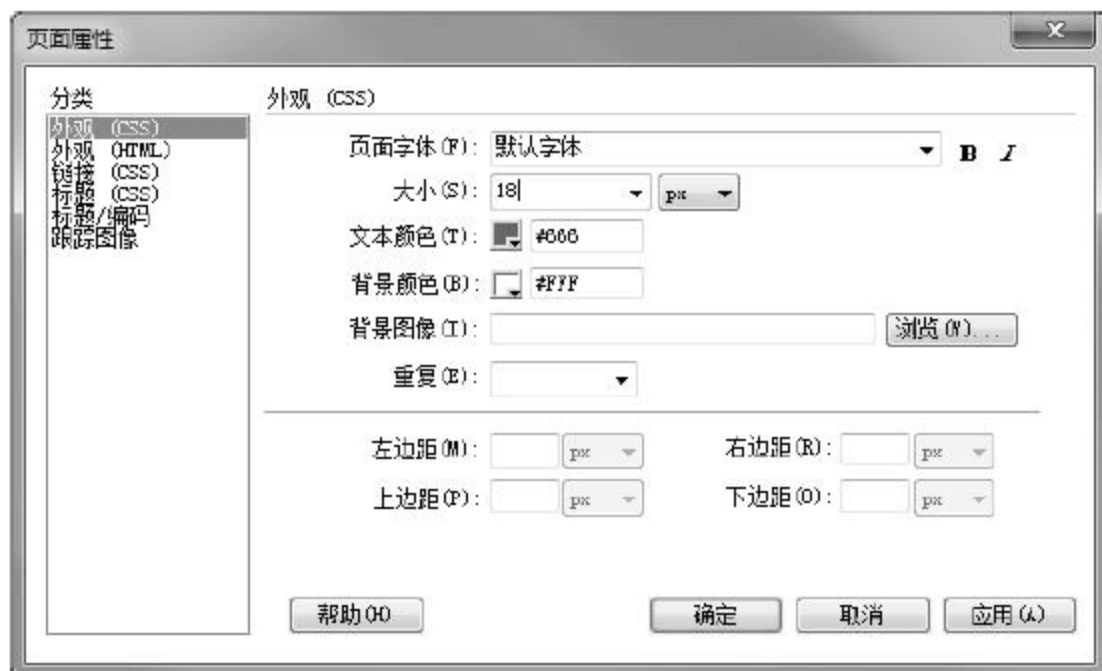 页面属性
分类
外观 (CSS)
外观 (HTML)
链接 (CSS)
标题 (CSS)
标题/编码
跟踪图像
外观 (CSS)
页面字体(F): 默认字体 B I
大小(S): 18 px
文本颜色(T): #666
背景颜色(B): #FFF
背景图像(I): 浏览(W)...
重复(E):
左边距(M): px 右边距(R): px
上边距(P): px 下边距(O): px
帮助(H) 确定 取消 应用(A)